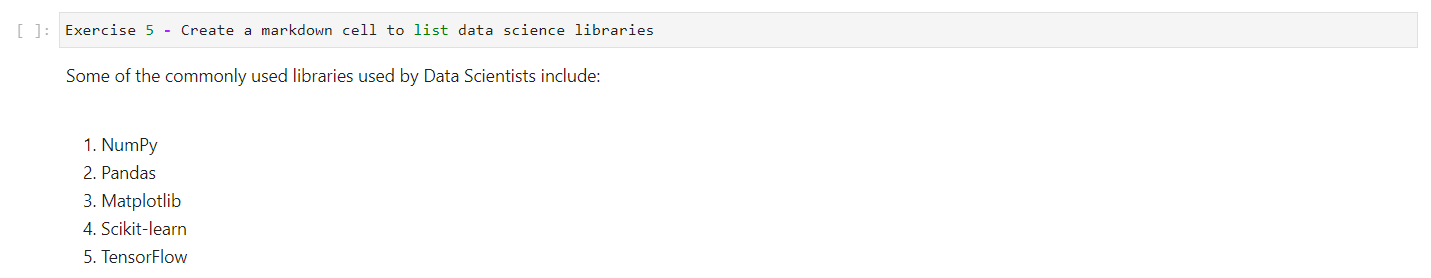 [ ]: Exercise 5 - Create a markdown cell to list data science libraries
Some of the commonly used libraries used by Data Scientists include:
1. NumPy
2. Pandas
3. Matplotlib
4. Scikit-learn
5. TensorFlow